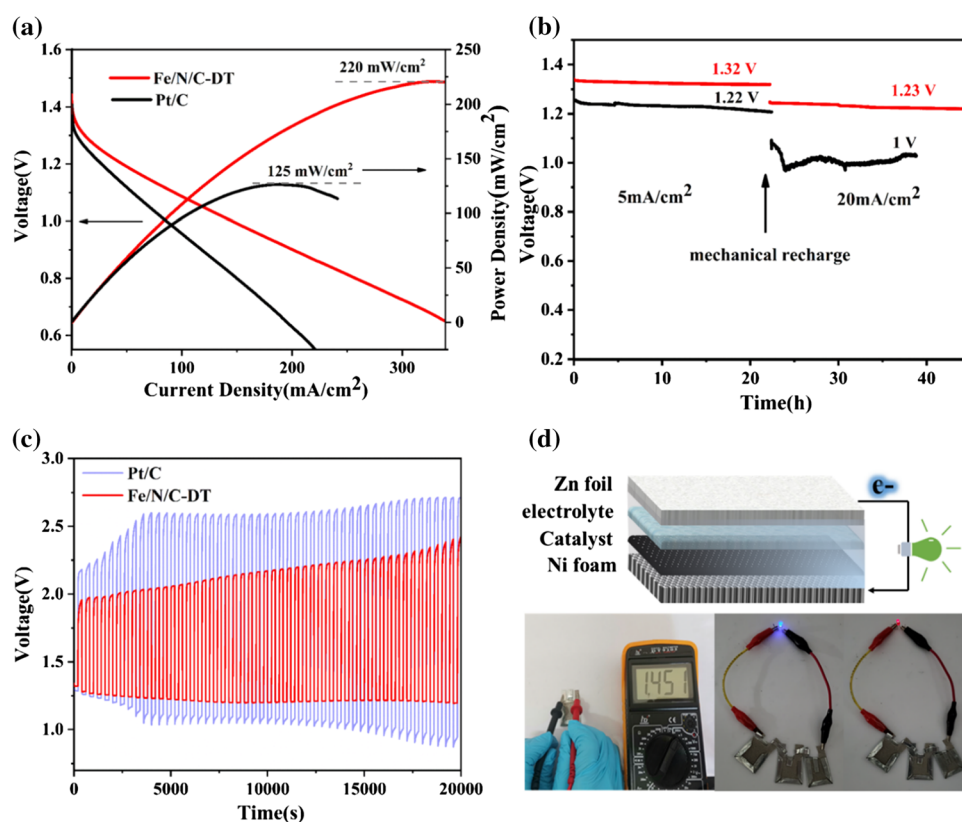 (a)
1.6
1.4
1.2
1.0
0.8
0.6
Voltage(V)
0
100
200
300
Current Density(mA/cm2)
250
200
150
100
50
0
Power Density(mW/cm2)
Fe/N/C-DT
Pt/C
220 mW/cm2
125 mW/cm2
(b)
1.4
1.2
1.0
0.8
0.6
0.4
0.2
Voltage(V)
0
10
20
30
40
Time(h)
1.32 V
1.22 V
1.23 V
1 V
5mA/cm2
20mA/cm2
mechanical recharge
(c)
3.0
2.5
2.0
1.5
1.0
Voltage(V)
0
5000
10000
15000
20000
Time(s)
Pt/C
Fe/N/C-DT
(d)
Zn foil
electrolyte
Catalyst
Ni foam
e-
1.451